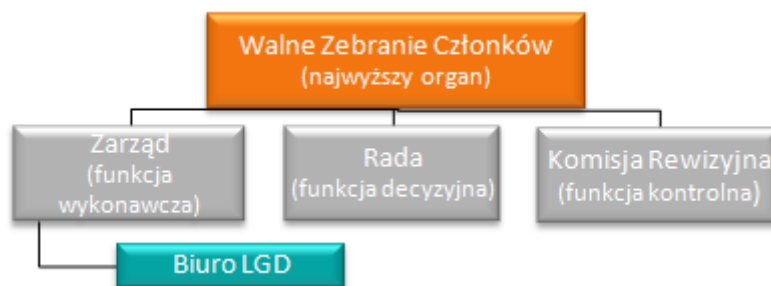 Walne Zebranie Członków
(najwyższy organ)
Zarząd
(funkcja
wykonawcza)
Rada
(funkcja decyzyjna)
Komisja Rewizyjna
(funkcja kontrolna)
Biuro LGD